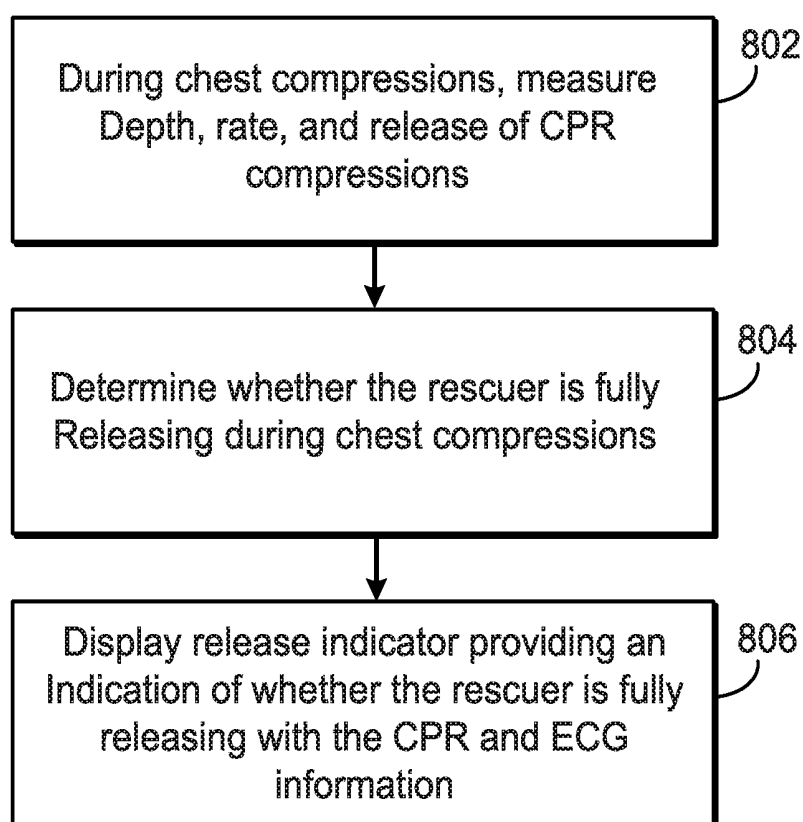 During chest compressions, measure
Depth, rate, and release of CPR
compressions
802
Determine whether the rescuer is fully
Releasing during chest compressions
804
Display release indicator providing an
Indication of whether the rescuer is fully
releasing with the CPR and ECG
information
806